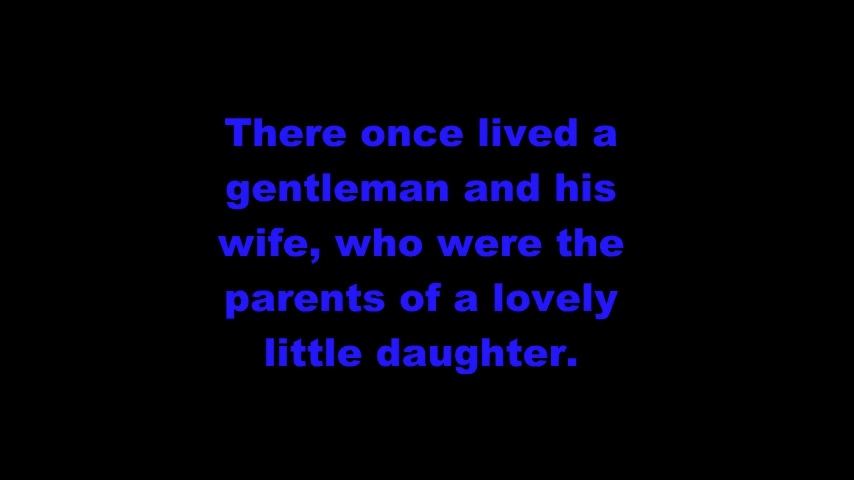 There once lived a
gentleman and his
wife, who were the
parents of a lovely
little daughter.